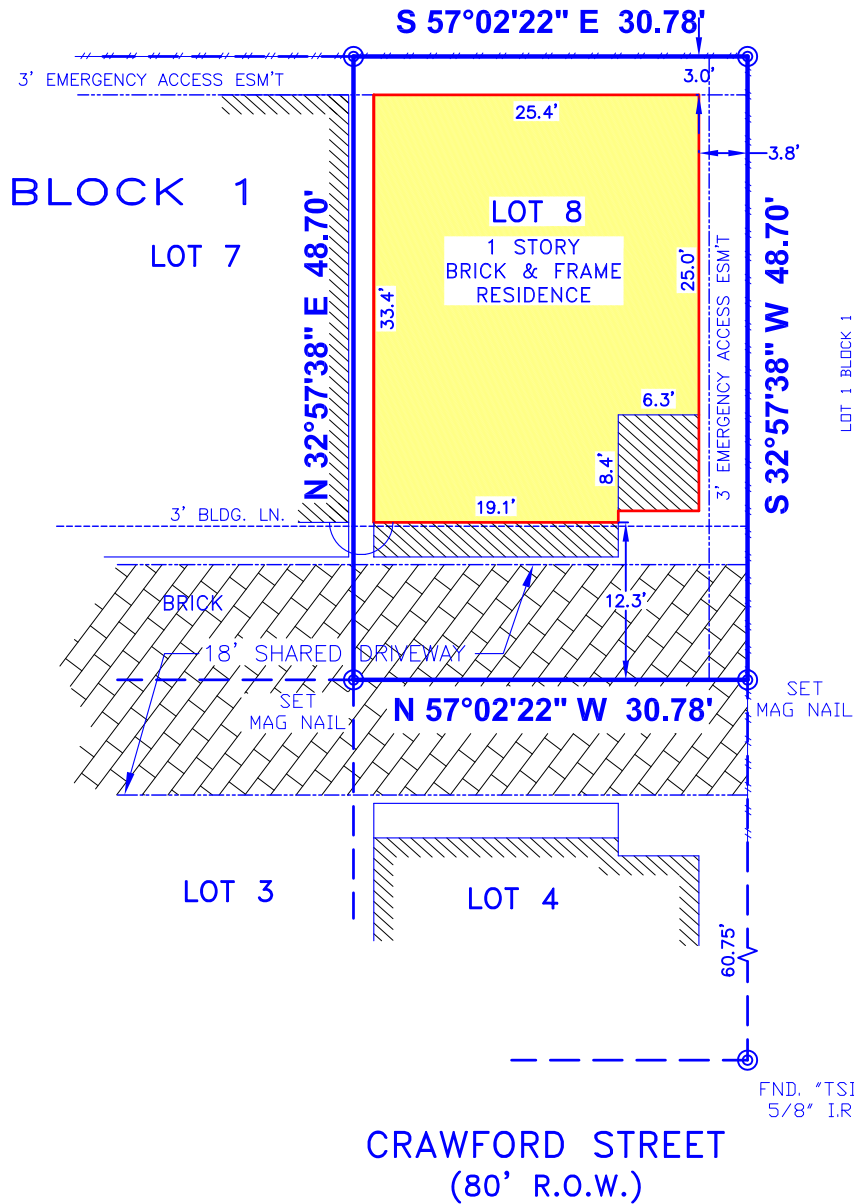 S 57°02'22" E 30.78'
3' EMERGENCY ACCESS ESM'T
3.0'
25.4'
3.8'
BLOCK 1
LOT 7
LOT 8
1 STORY
BRICK & FRAME
RESIDENCE
N 32°57'38" E 48.70'
33.4'
25.0'
3' EMERGENCY ACCESS ESM'T
S 32°57'38" W 48.70'
LOT 1 BLOCK 1
6.3'
8.4'
19.1'
3' BLDG. LN.
BRICK
12.3'
18' SHARED DRIVEWAY
SET
MAG NAIL
N 57°02'22" W 30.78'
SET
MAG NAIL
LOT 3
LOT 4
60.75'
FND. "TSI
5/8" I.R
CRAWFORD STREET
(80' R.O.W.)